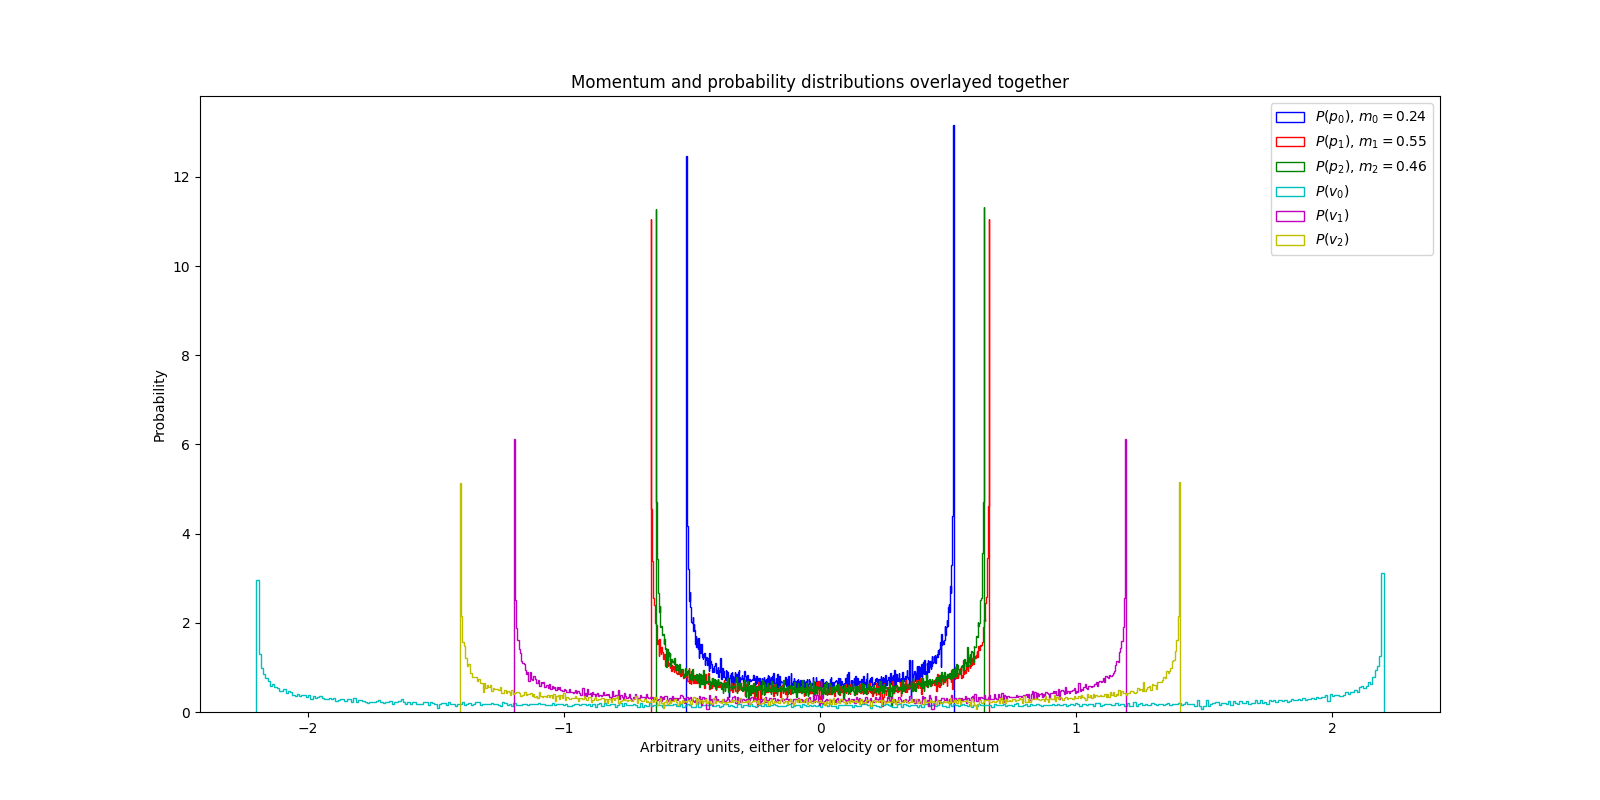 Momentum and probability distributions overlayed together
P(p₀), m₀ = 0.24
P(p₁), m₁ = 0.55
P(p₂), m₂ = 0.46
P(v₀)
P(v₁)
P(v₂)
Probability
12
10
8
6
4
2
0
−2 −1 0 1 2
Arbitrary units, either for velocity or for momentum